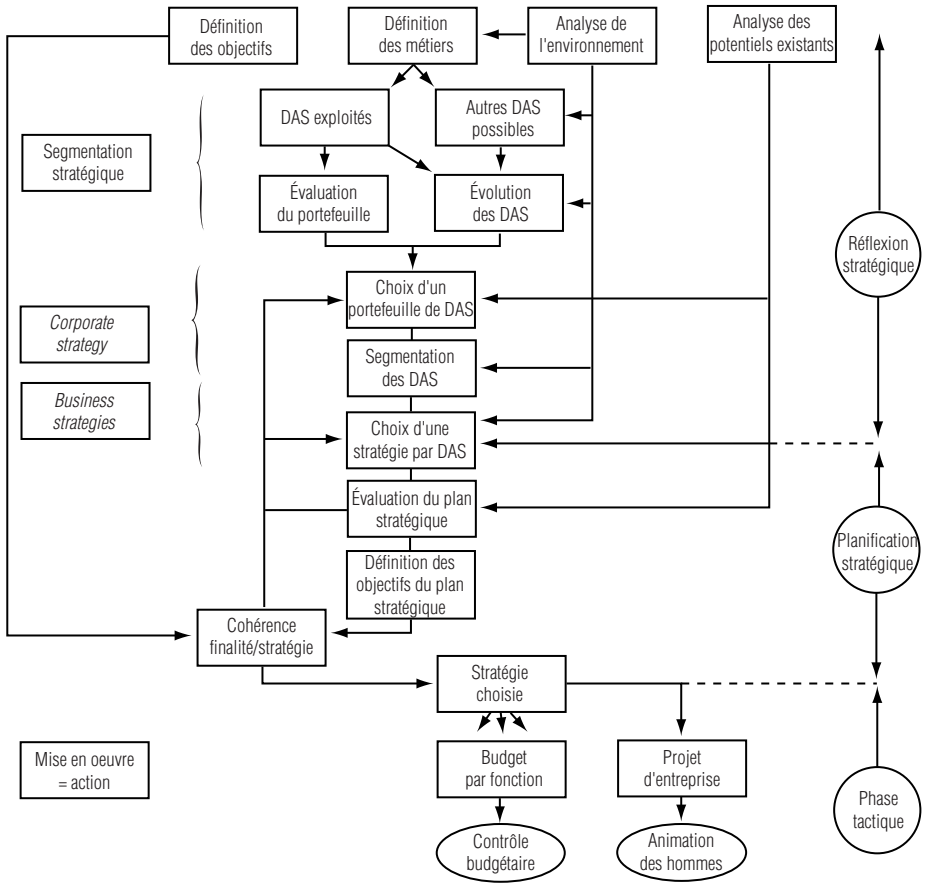 Définition
des objectifs
Définition
des métiers
Analyse de
l'environnement
Analyse des
potentiels existants
DAS exploités
Autres DAS
possibles
Segmentation
stratégique
Évaluation
du portefeuille
Évolution
des DAS
Réflexion
stratégique
Choix d'un
portefeuille de DAS
Corporate
strategy
Segmentation
des DAS
Business
strategies
Choix d'une
stratégie par DAS
Évaluation du plan
stratégique
Planification
stratégique
Définition des
objectifs du plan
stratégique
Cohérence
finalité/stratégie
Stratégie
choisie
Mise en oeuvre
= action
Budget
par fonction
Projet
d'entreprise
Phase
tactique
Contrôle
budgétaire
Animation
des hommes